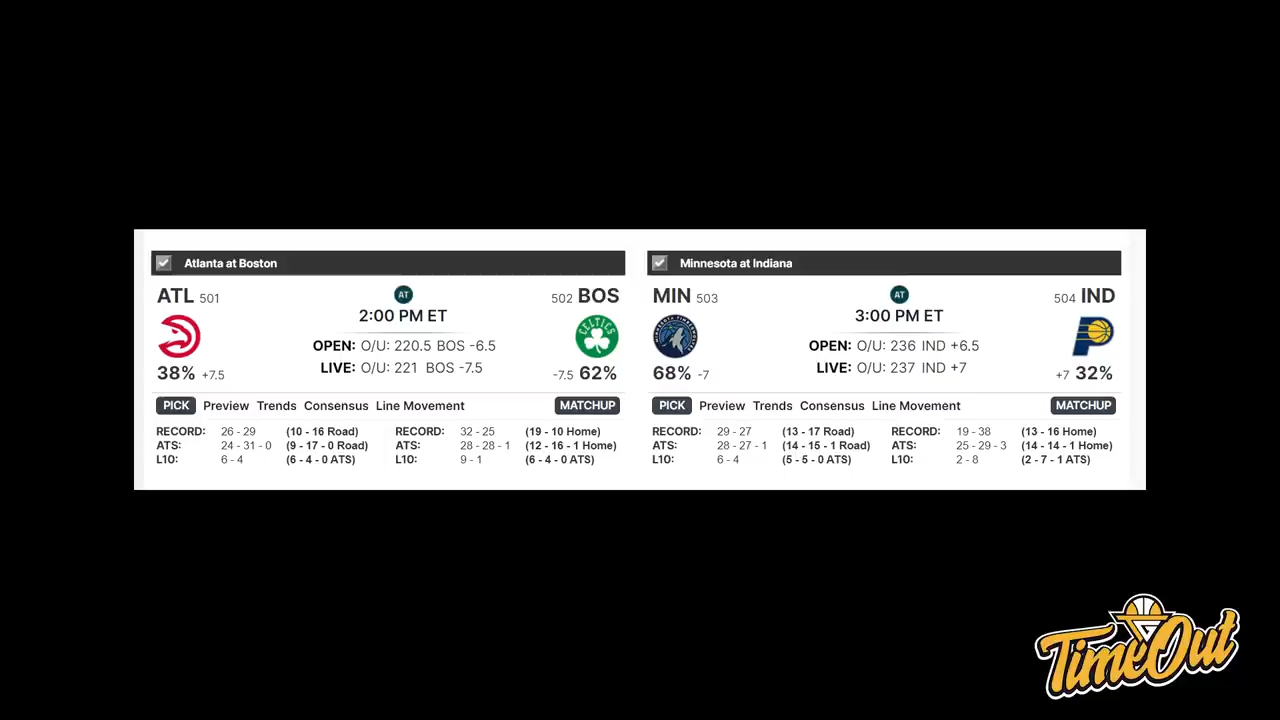 Atlanta at Boston
ATL 501
AT
502 BOS
2:00 PM ET
CELTICS
OPEN: O/U: 220.5 BOS -6.5
LIVE: O/U: 221 BOS -7.5
38% +7.5
-7.5 62%
PICK Preview Trends Consensus Line Movement MATCHUP
RECORD: 26 - 29 (10 - 16 Road) RECORD: 32 - 25 (19 - 10 Home)
ATS: 24 - 31 - 0 (9 - 17 - 0 Road) ATS: 28 - 28 - 1 (12 - 16 - 1 Home)
L10: 6 - 4 (6 - 4 - 0 ATS) L10: 9 - 1 (6 - 4 - 0 ATS)
Minnesota at Indiana
MIN 503
AT
504 IND
3:00 PM ET
OPEN: O/U: 236 IND +6.5
LIVE: O/U: 237 IND +7
68% -7
+7 32%
PICK Preview Trends Consensus Line Movement MATCHUP
RECORD: 29 - 27 (13 - 17 Road) RECORD: 19 - 38 (13 - 16 Home)
ATS: 28 - 27 - 1 (14 - 15 - 1 Road) ATS: 25 - 29 - 3 (14 - 14 - 1 Home)
L10: 6 - 4 (5 - 5 - 0 ATS) L10: 2 - 8 (2 - 7 - 1 ATS)
TimeOut